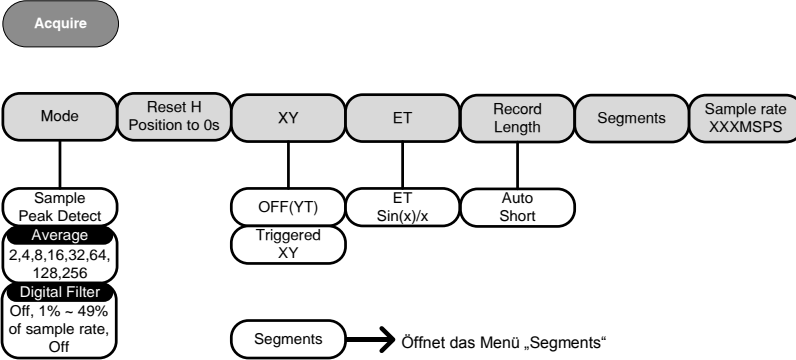 Acquire
Mode
Reset H
Position to 0s
XY
ET
Record
Length
Segments
Sample rate
XXXMSPS
Sample
Peak Detect
Average
2,4,8,16,32,64,
128,256
Digital Filter
Off, 1% ~ 49%
of sample rate,
Off
OFF(YT)
Triggered
XY
ET
Sin(x)/x
Auto
Short
Segments
Öffnet das Menü „Segments“